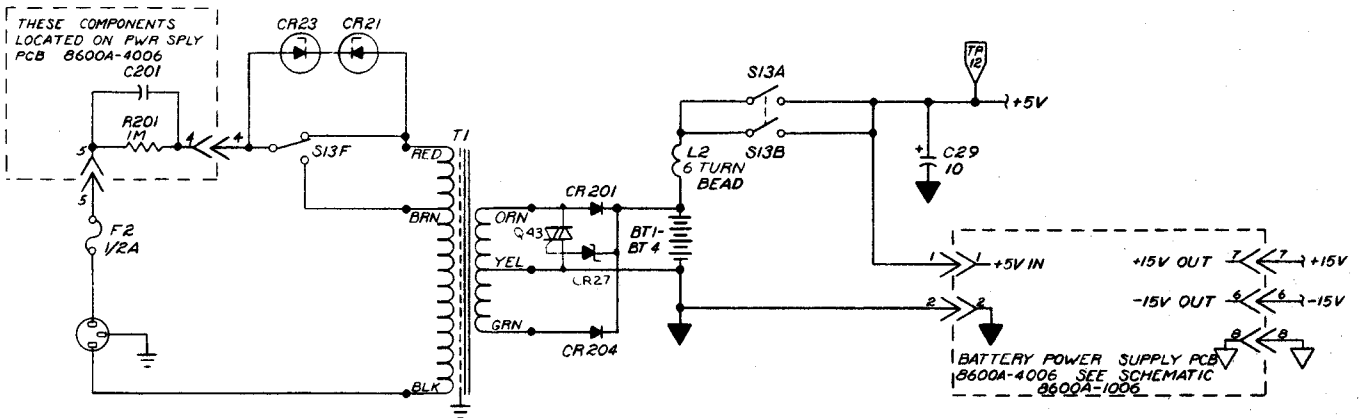 THESE COMPONENTS
LOCATED ON PWR SPLY
PCB 8600A-4006
C201
R201
1M
5
5
4
4
F2
1/2A
CR23
CR21
S13F
T1
RED
BRN
BLK
ORN
YEL
GRN
Q43
CR201
CR27
CR204
BT1-
BT4
L2
6 TURN
BEAD
S13A
S13B
TP
12
+5V
+
C29
10
1
1
+5V IN
2
2
+15V OUT
7
7
+15V
-15V OUT
6
6
-15V
8
8
BATTERY POWER SUPPLY PCB
8600A-4006 SEE SCHEMATIC
8600A-1006